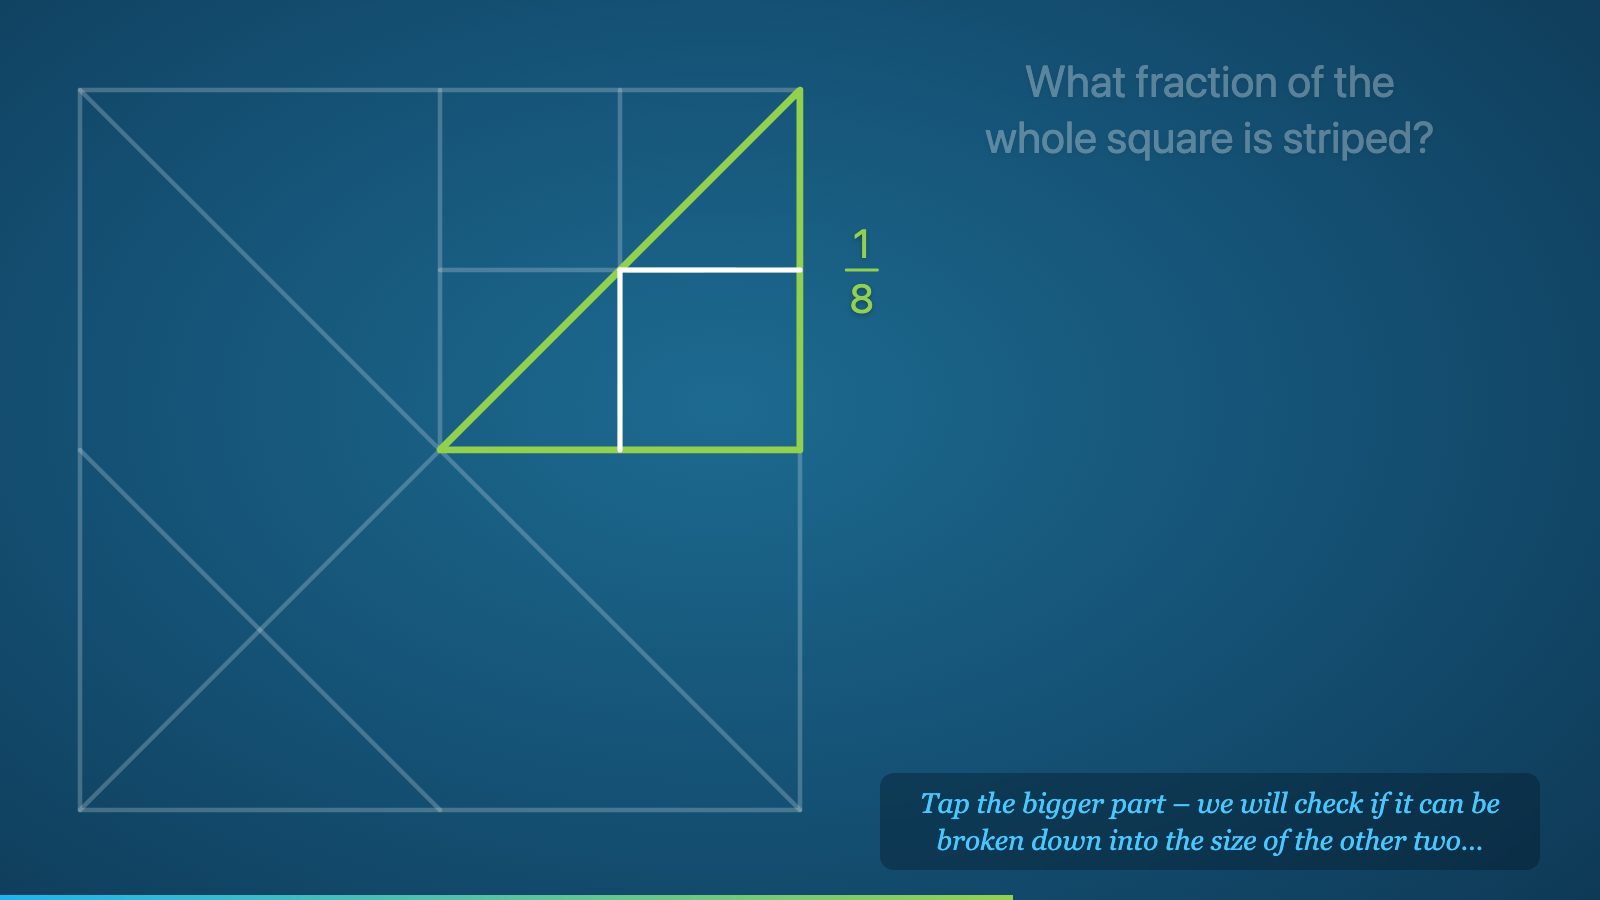 What fraction of the
whole square is striped?
1
8
Tap the bigger part – we will check if it can be
broken down into the size of the other two...